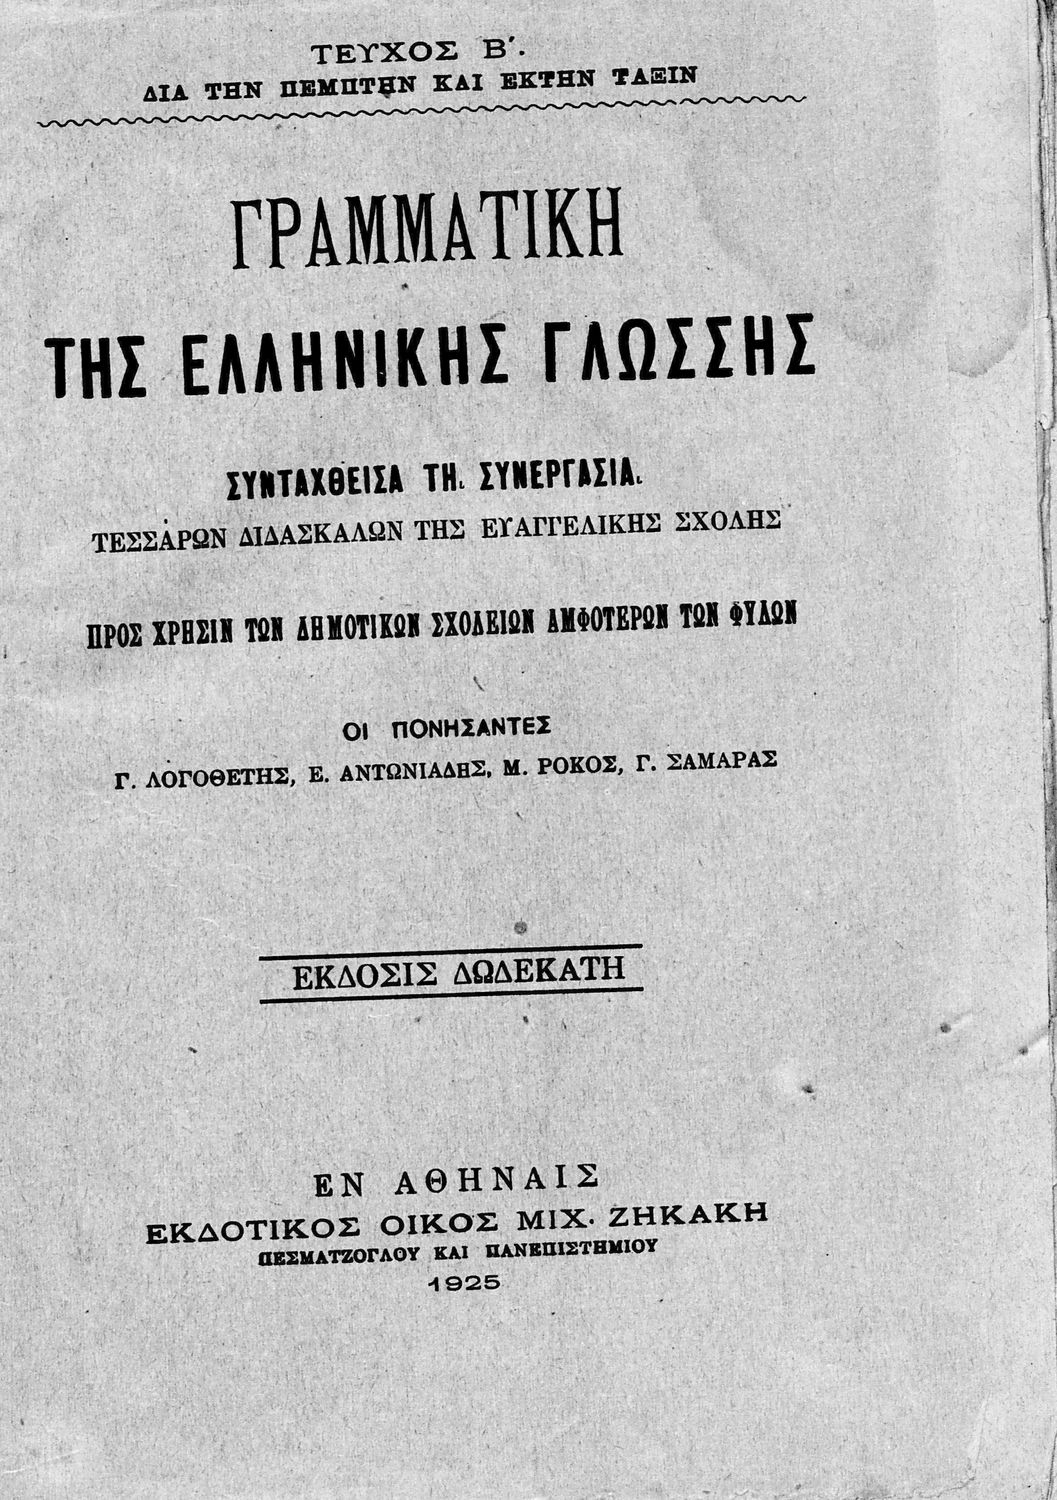 ΤΕΥΧΟΣ Β΄.
ΔΙΑ ΤΗΝ ΠΕΜΠΤΗΝ ΚΑΙ ΕΚΤΗΝ ΤΑΞΙΝ
ΓΡΑΜΜΑΤΙΚΗ
ΤΗΣ ΕΛΛΗΝΙΚΗΣ ΓΛΩΣΣΗΣ
ΣΥΝΤΑΧΘΕΙΣΑ ΤΗι ΣΥΝΕΡΓΑΣΙΑι
ΤΕΣΣΑΡΩΝ ΔΙΔΑΣΚΑΛΩΝ ΤΗΣ ΕΥΑΓΓΕΛΙΚΗΣ ΣΧΟΛΗΣ
ΠΡΟΣ ΧΡΗΣΙΝ ΤΩΝ ΔΗΜΟΤΙΚΩΝ ΣΧΟΛΕΙΩΝ ΑΜΦΟΤΕΡΩΝ ΤΩΝ ΦΥΛΩΝ
ΟΙ ΠΟΝΗΣΑΝΤΕΣ
Γ. ΛΟΓΟΘΕΤΗΣ, Ε. ΑΝΤΩΝΙΑΔΗΣ, Μ. ΡΟΚΟΣ, Γ. ΣΑΜΑΡΑΣ
ΕΚΔΟΣΙΣ ΔΩΔΕΚΑΤΗ
ΕΝ ΑΘΗΝΑΙΣ
ΕΚΔΟΤΙΚΟΣ ΟΙΚΟΣ ΜΙΧ. ΖΗΚΑΚΗ
ΠΕΣΜΑΤΖΟΓΛΟΥ ΚΑΙ ΠΑΝΕΠΙΣΤΗΜΙΟΥ
1925